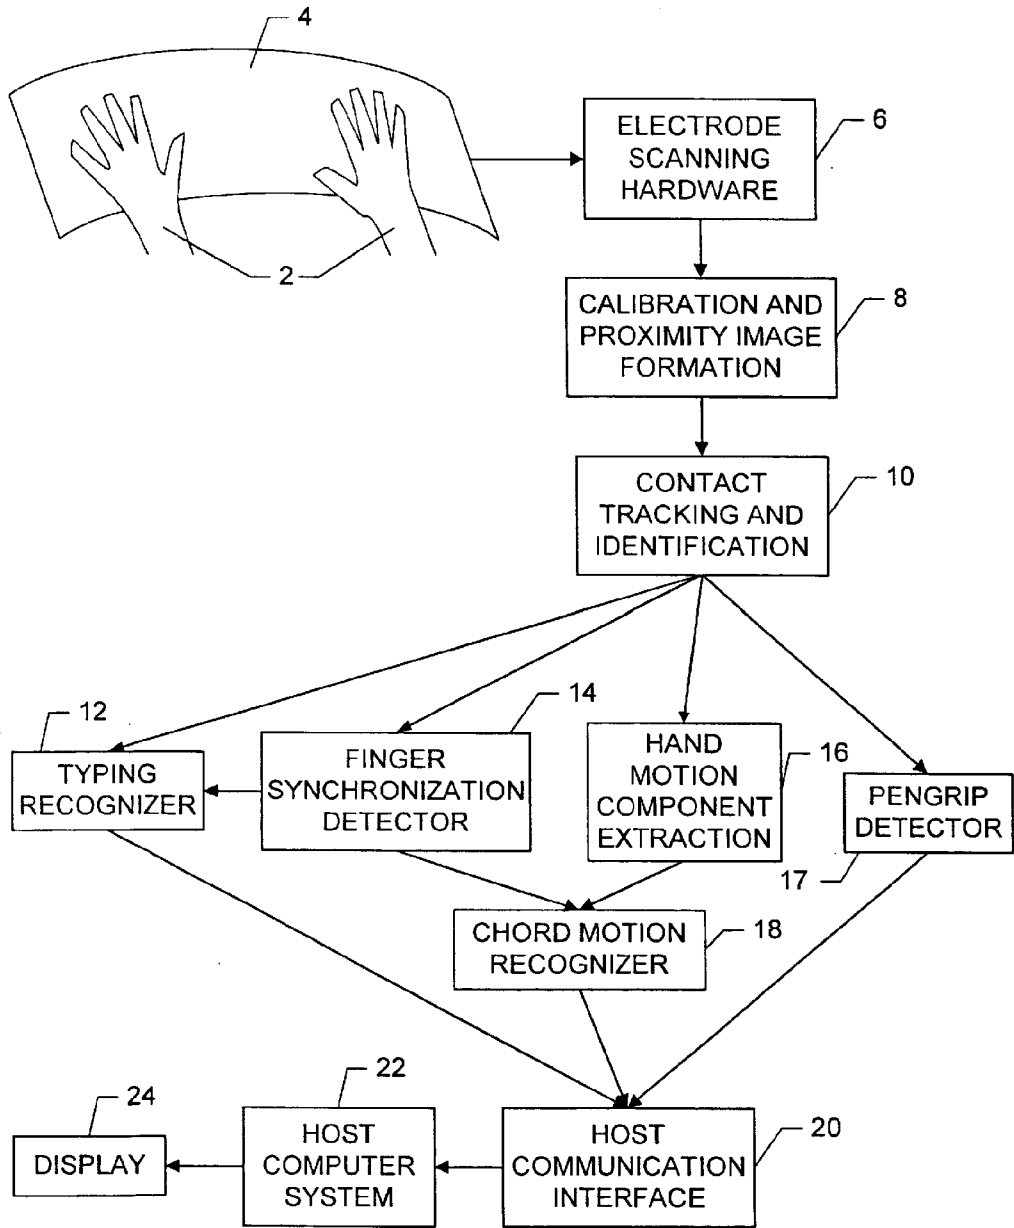 4
2
ELECTRODE
SCANNING
HARDWARE
6
CALIBRATION AND
PROXIMITY IMAGE
FORMATION
8
CONTACT
TRACKING AND
IDENTIFICATION
10
12
TYPING
RECOGNIZER
14
FINGER
SYNCHRONIZATION
DETECTOR
HAND
MOTION
COMPONENT
EXTRACTION
16
PENGRIP
DETECTOR
17
CHORD MOTION
RECOGNIZER
18
24
DISPLAY
22
HOST
COMPUTER
SYSTEM
HOST
COMMUNICATION
INTERFACE
20